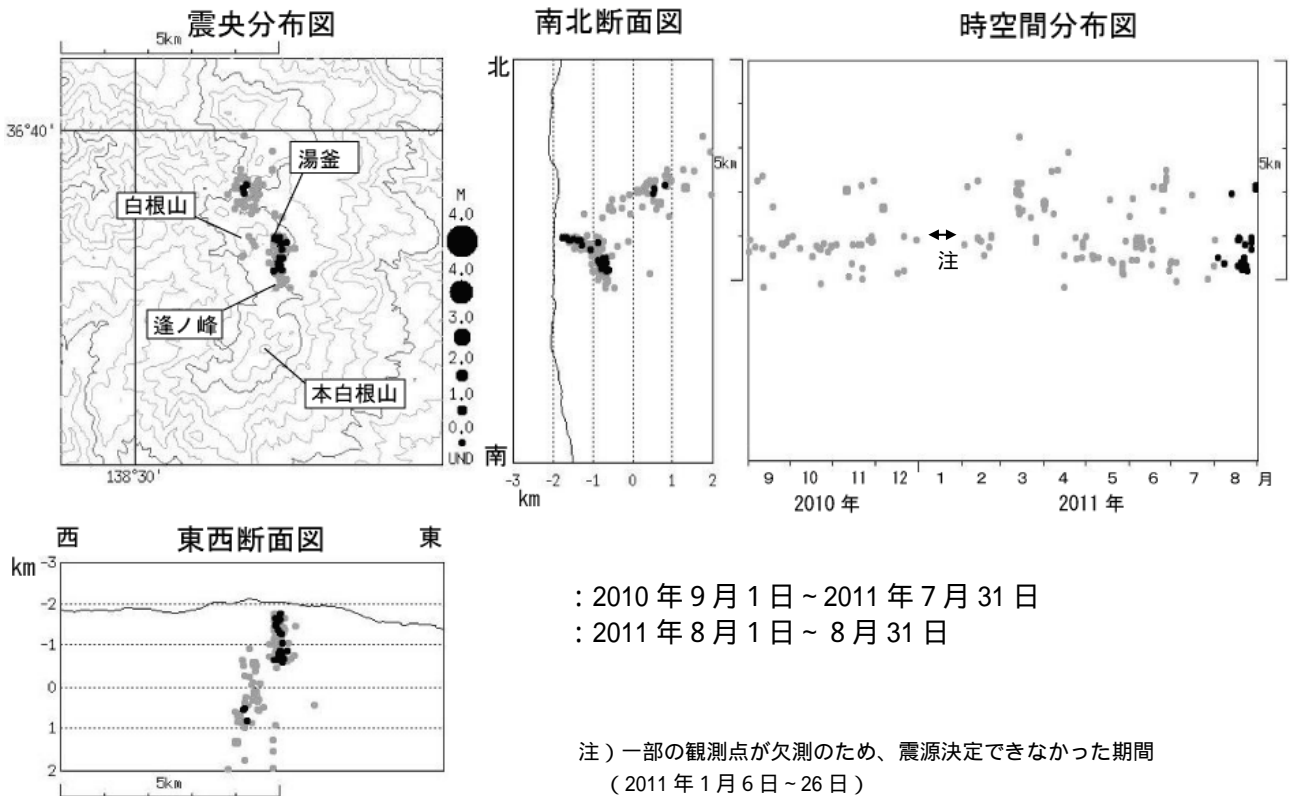 震央分布図
5km
36°40'
湯釜
白根山
逢ノ峰
本白根山
138°30'
M
4.0
4.0
3.0
2.0
1.0
0.0
UND
南北断面図
北
南
5km
-3 -2 -1 0 1 2
km
時空間分布図
5km
注
9 10 11 12 1 2 3 4 5 6 7 8 月
2010 年 2011 年
西 東西断面図 東
km -3
-2
-1
0
1
2
5km
: 2010 年 9 月 1 日 ~ 2011 年 7 月 31 日
: 2011 年 8 月 1 日 ~ 8 月 31 日
注 ) 一部の観測点が欠測のため、震源決定できなかった期間
( 2011 年 1 月 6 日 ~ 26 日 )